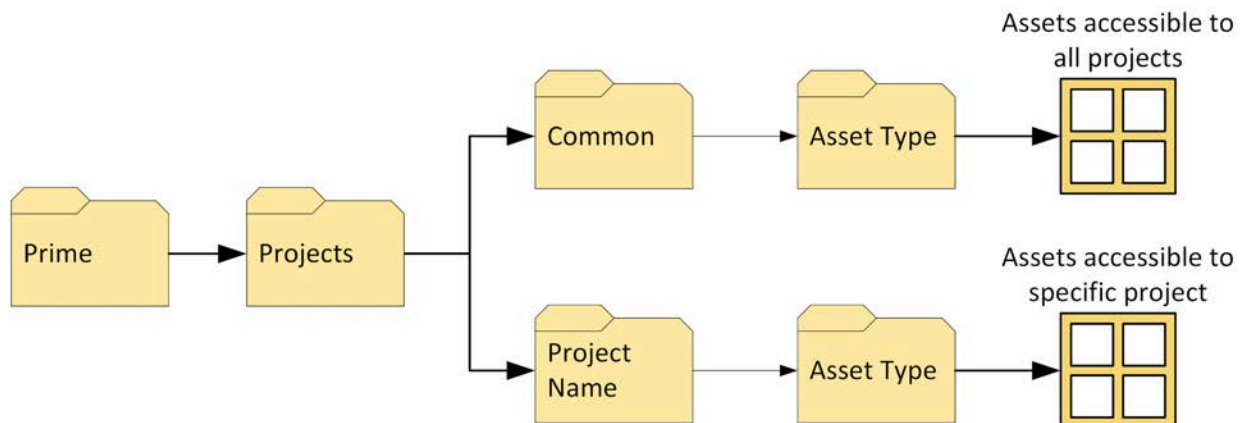 Assets accessible to
all projects
Common
Asset Type
Prime
Projects
Assets accessible to
specific project
Project
Name
Asset Type